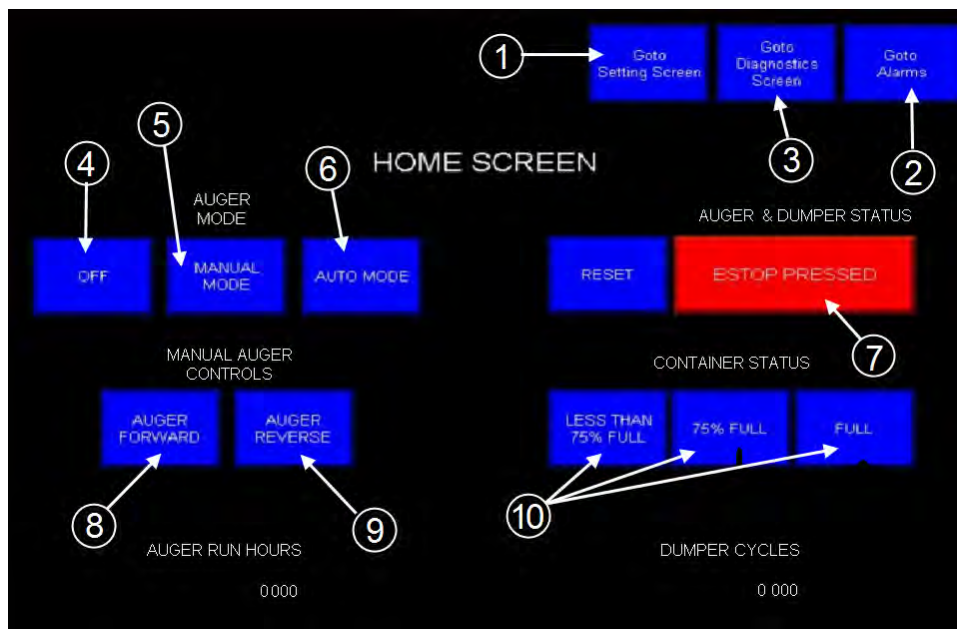 1
Goto
Setting Screen
Goto
Diagnostics
Screen
Goto
Alarms
5
4
6
HOME SCREEN
3
2
AUGER
MODE
AUGER & DUMPER STATUS
OFF
MANUAL
MODE
AUTO MODE
RESET
ESTOP PRESSED
7
MANUAL AUGER
CONTROLS
CONTAINER STATUS
AUGER
FORWARD
AUGER
REVERSE
LESS THAN
75% FULL
75% FULL
FULL
8
9
10
AUGER RUN HOURS
DUMPER CYCLES
0 000
0 000